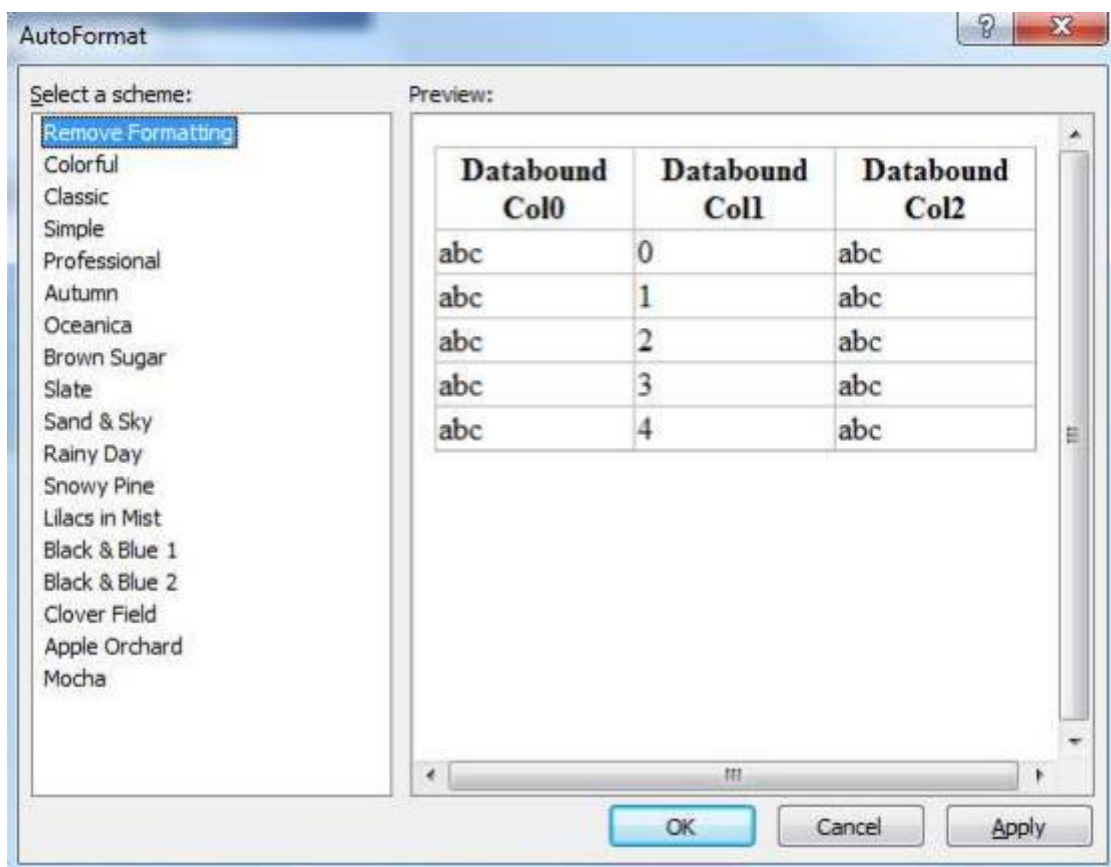 AutoFormat
?
Select a scheme:
Remove Formatting
Colorful
Classic
Simple
Professional
Autumn
Oceanica
Brown Sugar
Slate
Sand & Sky
Rainy Day
Snowy Pine
Lilacs in Mist
Black & Blue 1
Black & Blue 2
Clover Field
Apple Orchard
Mocha
Preview:
Databound Databound Databound
Col0 Col1 Col2
abc 0 abc
abc 1 abc
abc 2 abc
abc 3 abc
abc 4 abc
OK Cancel Apply